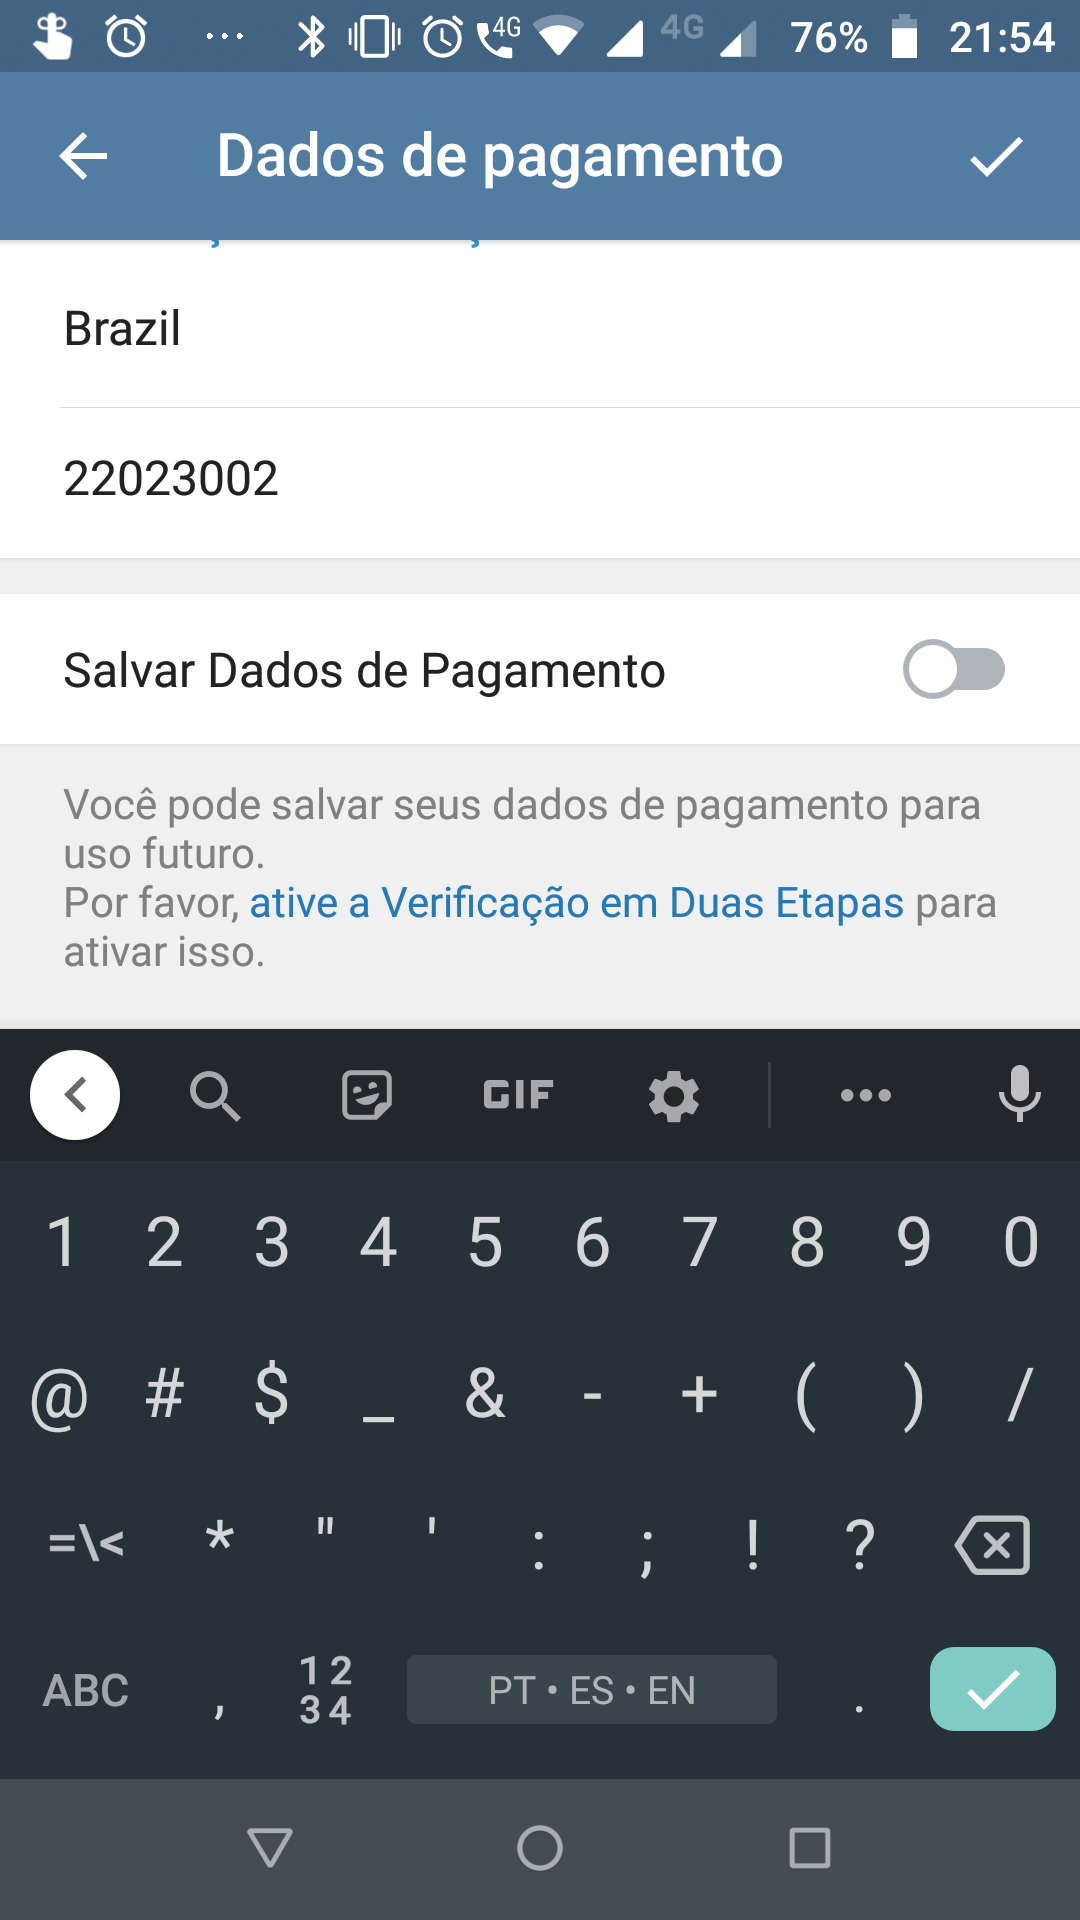 4G 4G 76% 21:54
Dados de pagamento
Brazil
22023002
Salvar Dados de Pagamento
Você pode salvar seus dados de pagamento para
uso futuro.
Por favor, ative a Verificação em Duas Etapas para
ativar isso.
GIF
1 2 3 4 5 6 7 8 9 0
@ # $ _ & - + ( ) /
=\< * " ' : ; ! ?
ABC , 12 34 PT • ES • EN .